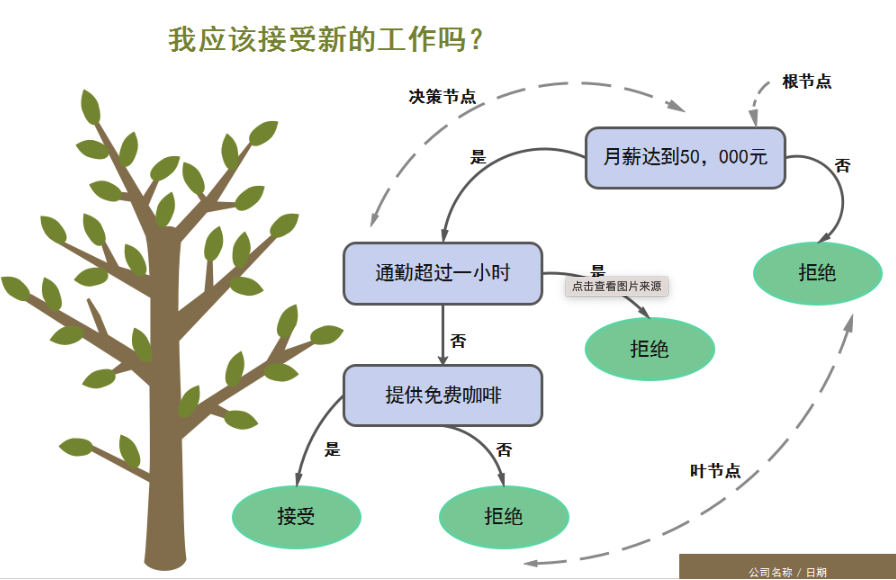 我应该接受新的工作吗？
决策节点
根节点
是
月薪达到50，000元
否
通勤超过一小时
是
拒绝
点击查看图片来源
否
拒绝
提供免费咖啡
是
否
叶节点
接受
拒绝
公司名称 / 日期